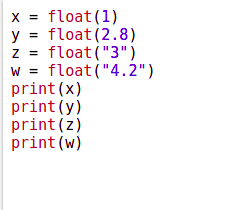 x = float(1)
y = float(2.8)
z = float("3")
w = float("4.2")
print(x)
print(y)
print(z)
print(w)